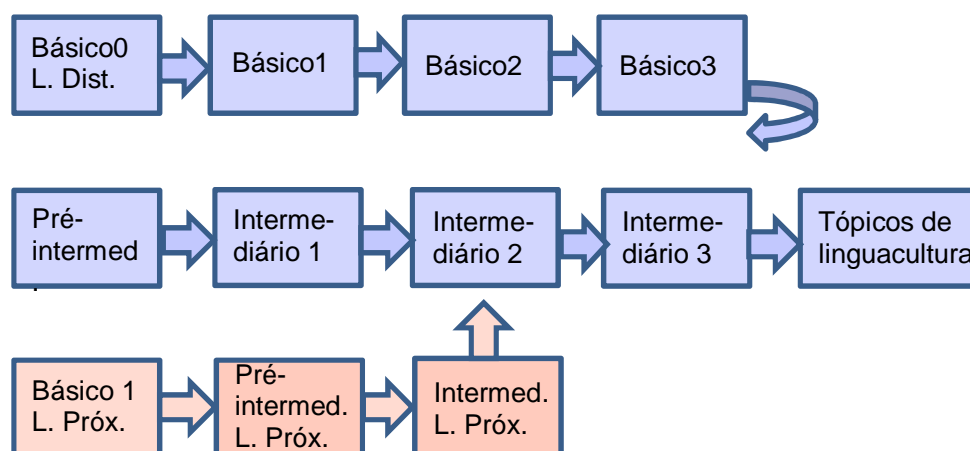 Básico0
L. Dist.
Básico1
Básico2
Básico3
Pré-
intermed
.
Interme-
diário 1
Interme-
diário 2
Interme-
diário 3
Tópicos de
linguacultura
Básico 1
L. Próx.
Pré-
intermed.
L. Próx.
Intermed.
L. Próx.